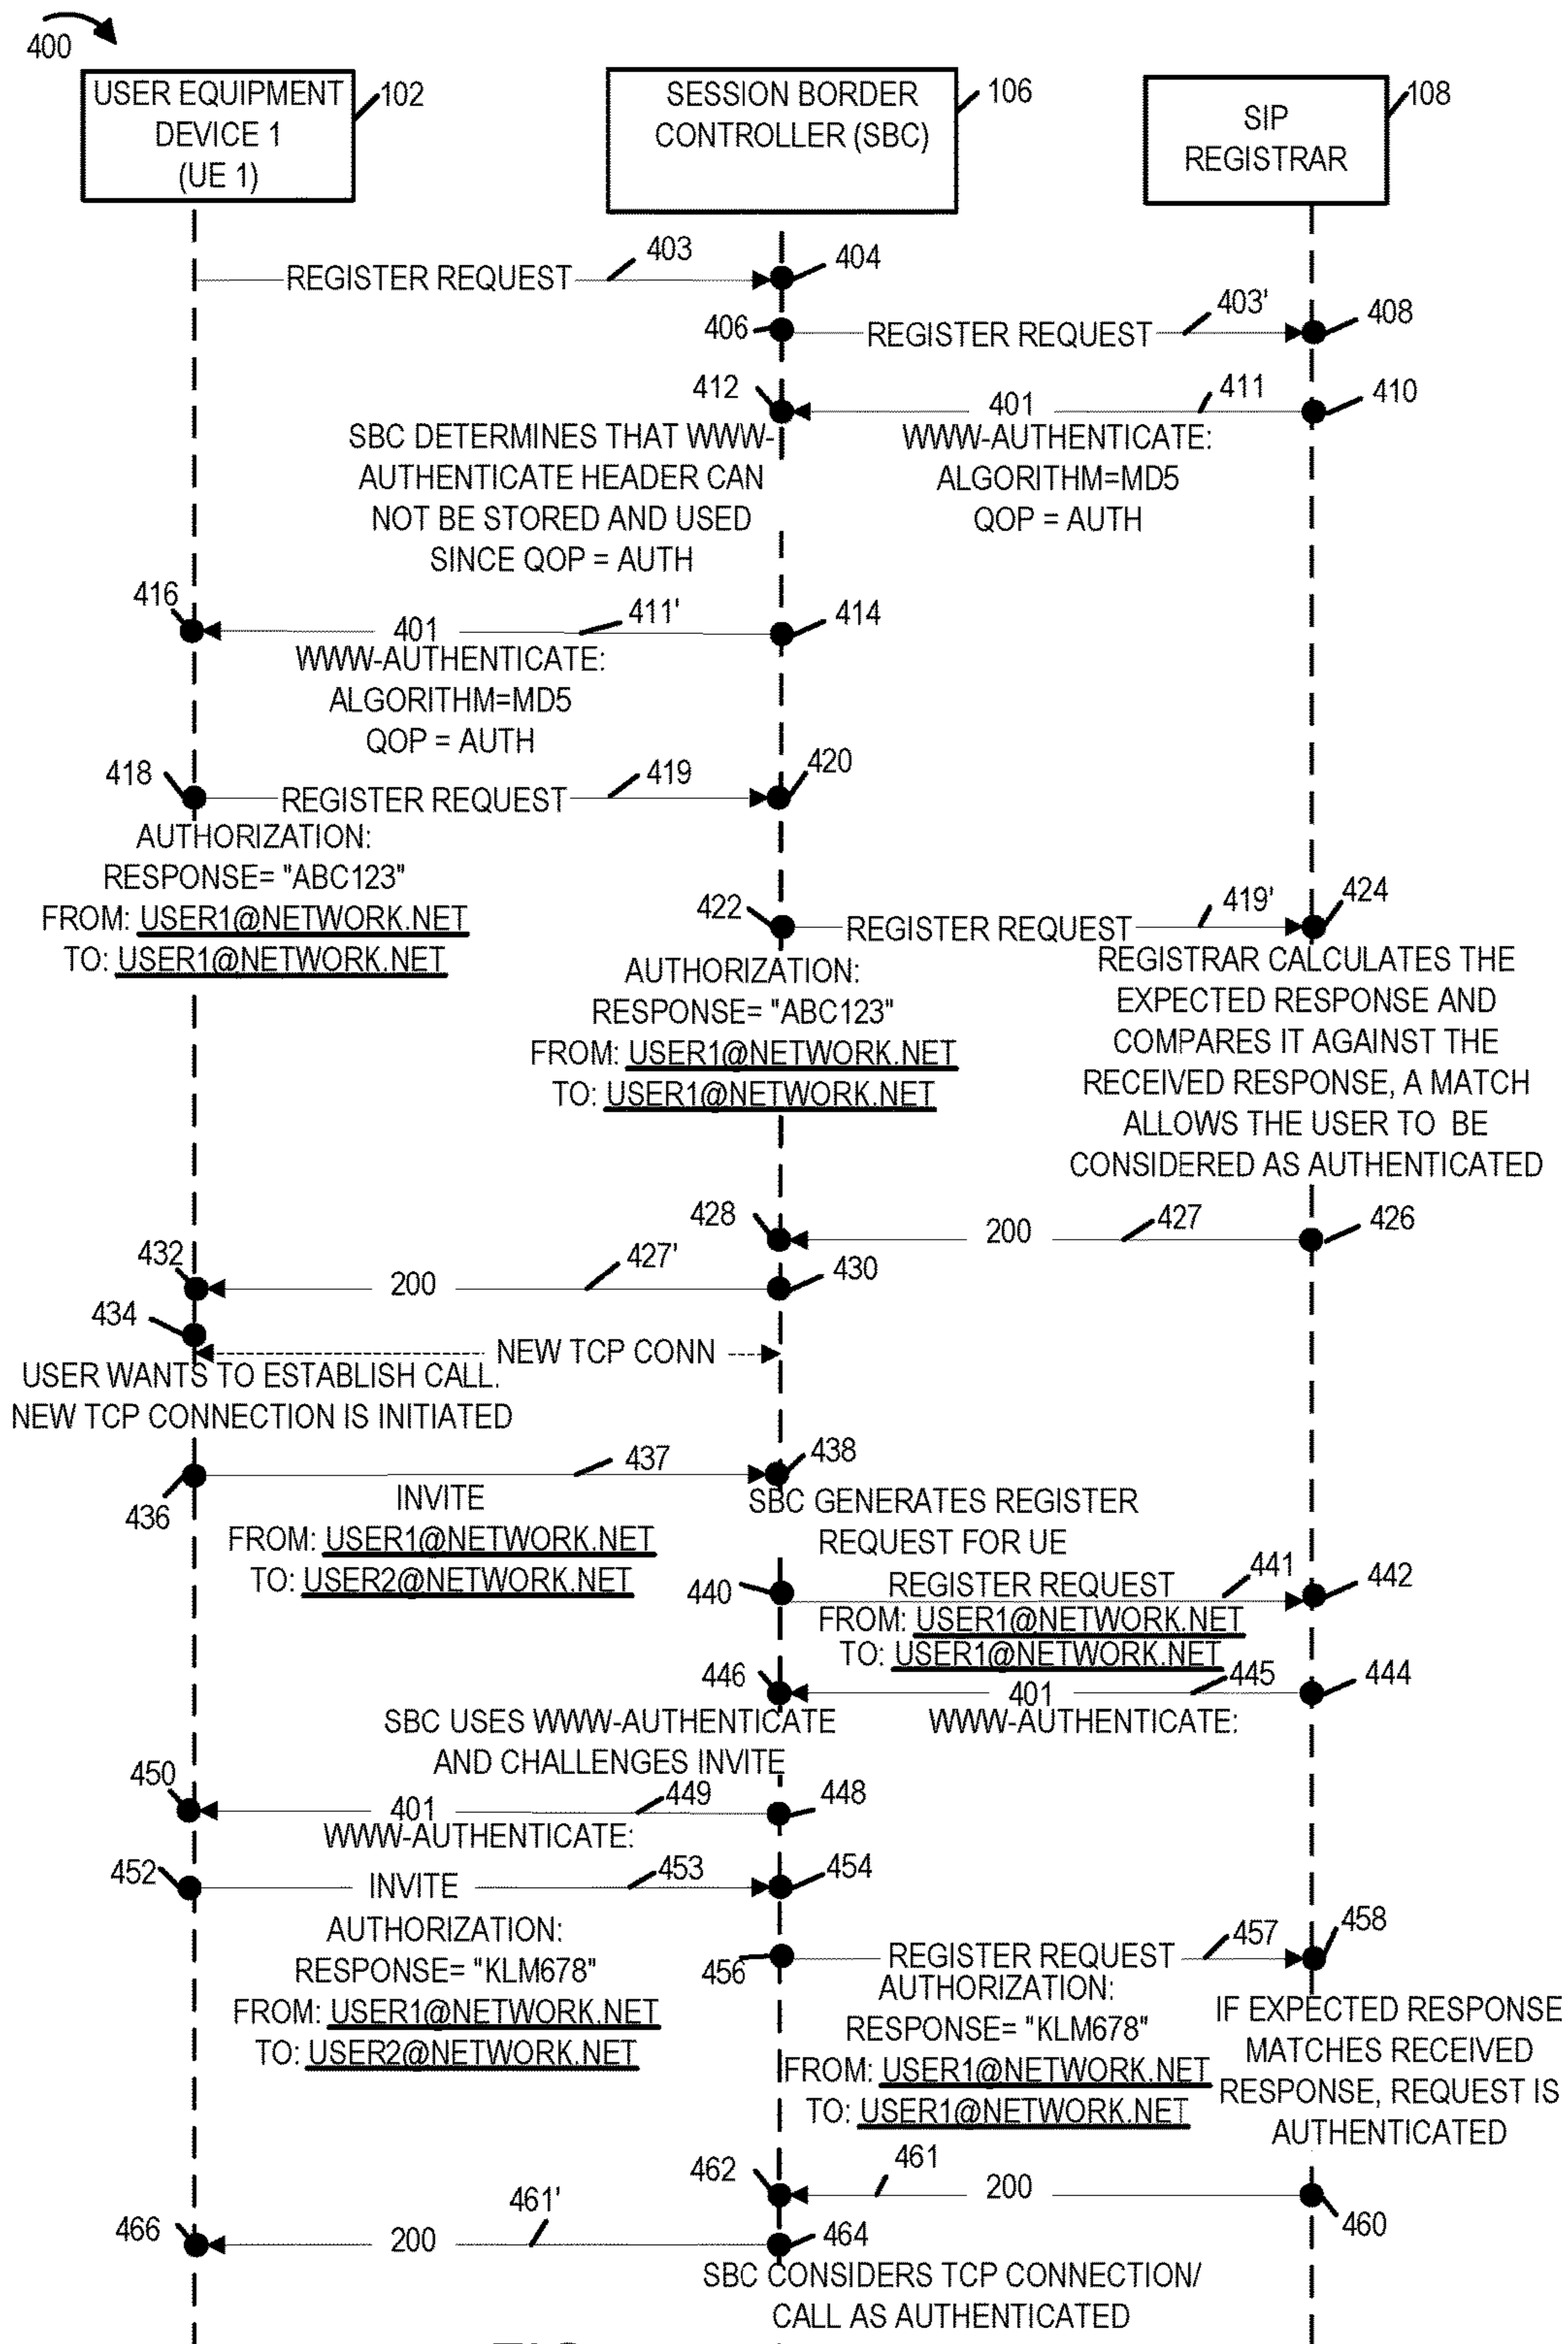 400
USER EQUIPMENT
DEVICE 1
(UE 1)
102
SESSION BORDER
CONTROLLER (SBC)
106
SIP
REGISTRAR
108
REGISTER REQUEST
403
404
406
REGISTER REQUEST
403'
408
412
401
411
410
SBC DETERMINES THAT WWW-
AUTHENTICATE HEADER CAN
NOT BE STORED AND USED
SINCE QOP = AUTH
WWW-AUTHENTICATE:
ALGORITHM=MD5
QOP = AUTH
416
401
411'
414
WWW-AUTHENTICATE:
ALGORITHM=MD5
QOP = AUTH
418
REGISTER REQUEST
419
420
AUTHORIZATION:
RESPONSE= "ABC123"
FROM: USER1@NETWORK.NET
TO: USER1@NETWORK.NET
422
REGISTER REQUEST
419'
424
AUTHORIZATION:
RESPONSE= "ABC123"
FROM: USER1@NETWORK.NET
TO: USER1@NETWORK.NET
REGISTRAR CALCULATES THE
EXPECTED RESPONSE AND
COMPARES IT AGAINST THE
RECEIVED RESPONSE, A MATCH
ALLOWS THE USER TO BE
CONSIDERED AS AUTHENTICATED
428
200
427
426
432
200
427'
430
434
NEW TCP CONN
USER WANTS TO ESTABLISH CALL.
NEW TCP CONNECTION IS INITIATED
436
437
438
INVITE
FROM: USER1@NETWORK.NET
TO: USER2@NETWORK.NET
SBC GENERATES REGISTER
REQUEST FOR UE
440
REGISTER REQUEST
441
442
FROM: USER1@NETWORK.NET
TO: USER1@NETWORK.NET
446
401
445
444
WWW-AUTHENTICATE:
SBC USES WWW-AUTHENTICATE
AND CHALLENGES INVITE
450
401
449
448
WWW-AUTHENTICATE:
452
INVITE
453
454
AUTHORIZATION:
RESPONSE= "KLM678"
FROM: USER1@NETWORK.NET
TO: USER2@NETWORK.NET
456
REGISTER REQUEST
457
458
AUTHORIZATION:
RESPONSE= "KLM678"
FROM: USER1@NETWORK.NET
TO: USER1@NETWORK.NET
IF EXPECTED RESPONSE
MATCHES RECEIVED
RESPONSE, REQUEST IS
AUTHENTICATED
462
461
200
460
466
200
461'
464
SBC CONSIDERS TCP CONNECTION/
CALL AS AUTHENTICATED